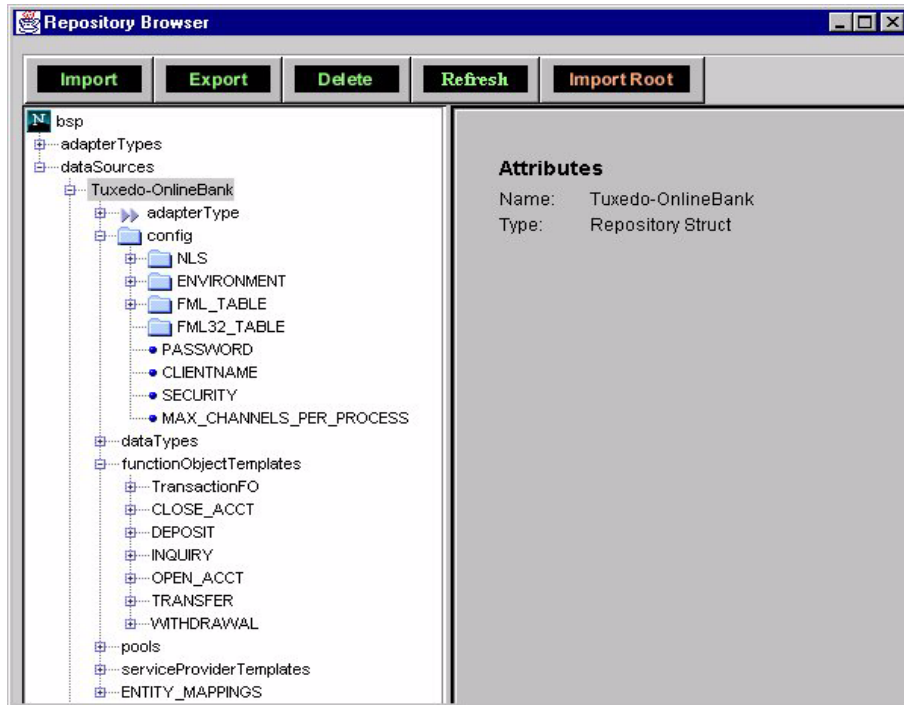 Repository Browser
Import Export Delete Refresh Import Root
N bsp
adapterTypes
dataSources
Tuxedo-OnlineBank
adapterType
config
NLS
ENVIRONMENT
FML_TABLE
FML32_TABLE
PASSWORD
CLIENTNAME
SECURITY
MAX_CHANNELS_PER_PROCESS
dataTypes
functionObjectTemplates
TransactionFO
CLOSE_ACCT
DEPOSIT
INQUIRY
OPEN_ACCT
TRANSFER
WITHDRAWAL
pools
serviceProviderTemplates
ENTITY_MAPPINGS
Attributes
Name: Tuxedo-OnlineBank
Type: Repository Struct